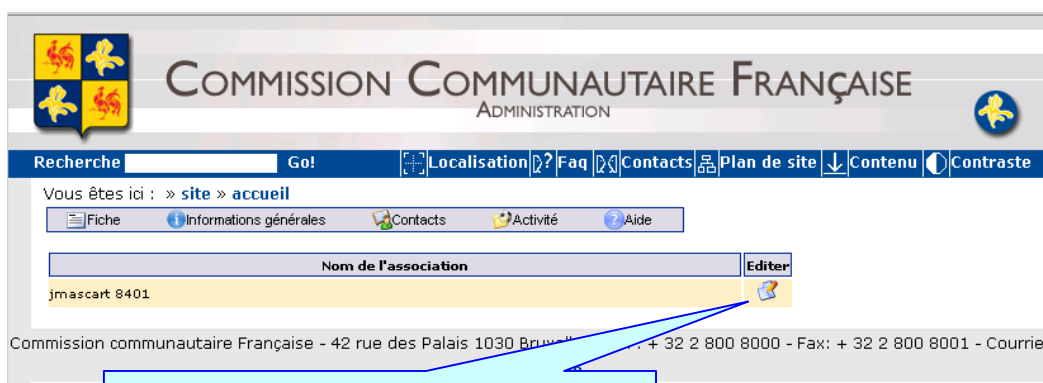 COMMISSION COMMUNAUTAIRE FRANÇAISE
ADMINISTRATION
Recherche Go! Localisation ? Faq Contacts Plan de site Contenu Contraste
Vous êtes ici : » site » accueil
Fiche Informations générales Contacts Activité Aide
Nom de l'association Editer
jmascart 8401
Commission communautaire Française - 42 rue des Palais 1030 : + 32 2 800 8000 - Fax: + 32 2 800 8001 -